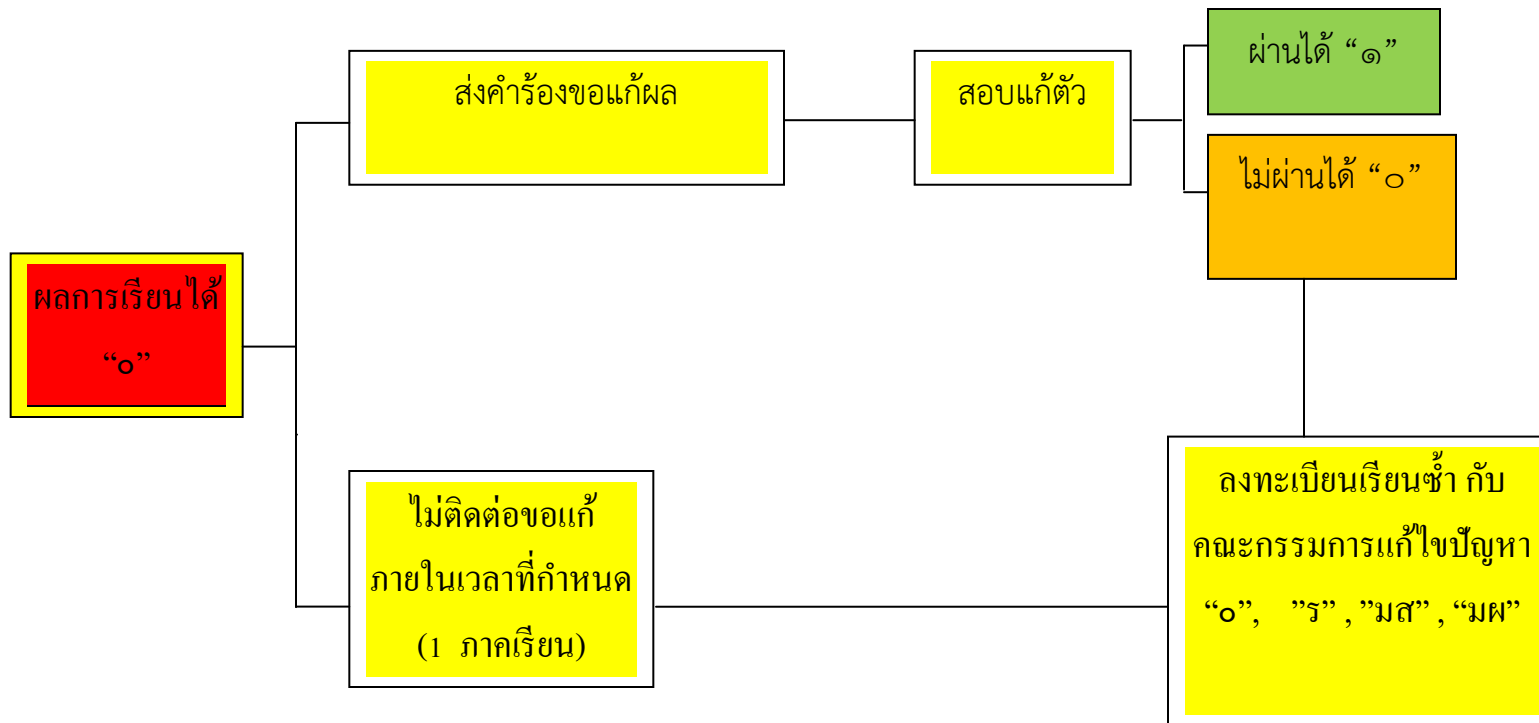 ผลการเรียนได้
“๐”
ส่งคำร้องขอแก้ผล
สอบแก้ตัว
ผ่านได้ “๑”
ไม่ผ่านได้ “๐”
ไม่ติดต่อขอแก้
ภายในเวลาที่กำหนด
(1 ภาคเรียน)
ลงทะเบียนเรียนซ้ำ กับ
คณะกรรมการแก้ไขปัญหา
“๐”, ”ร” , ”มส” , “มผ”